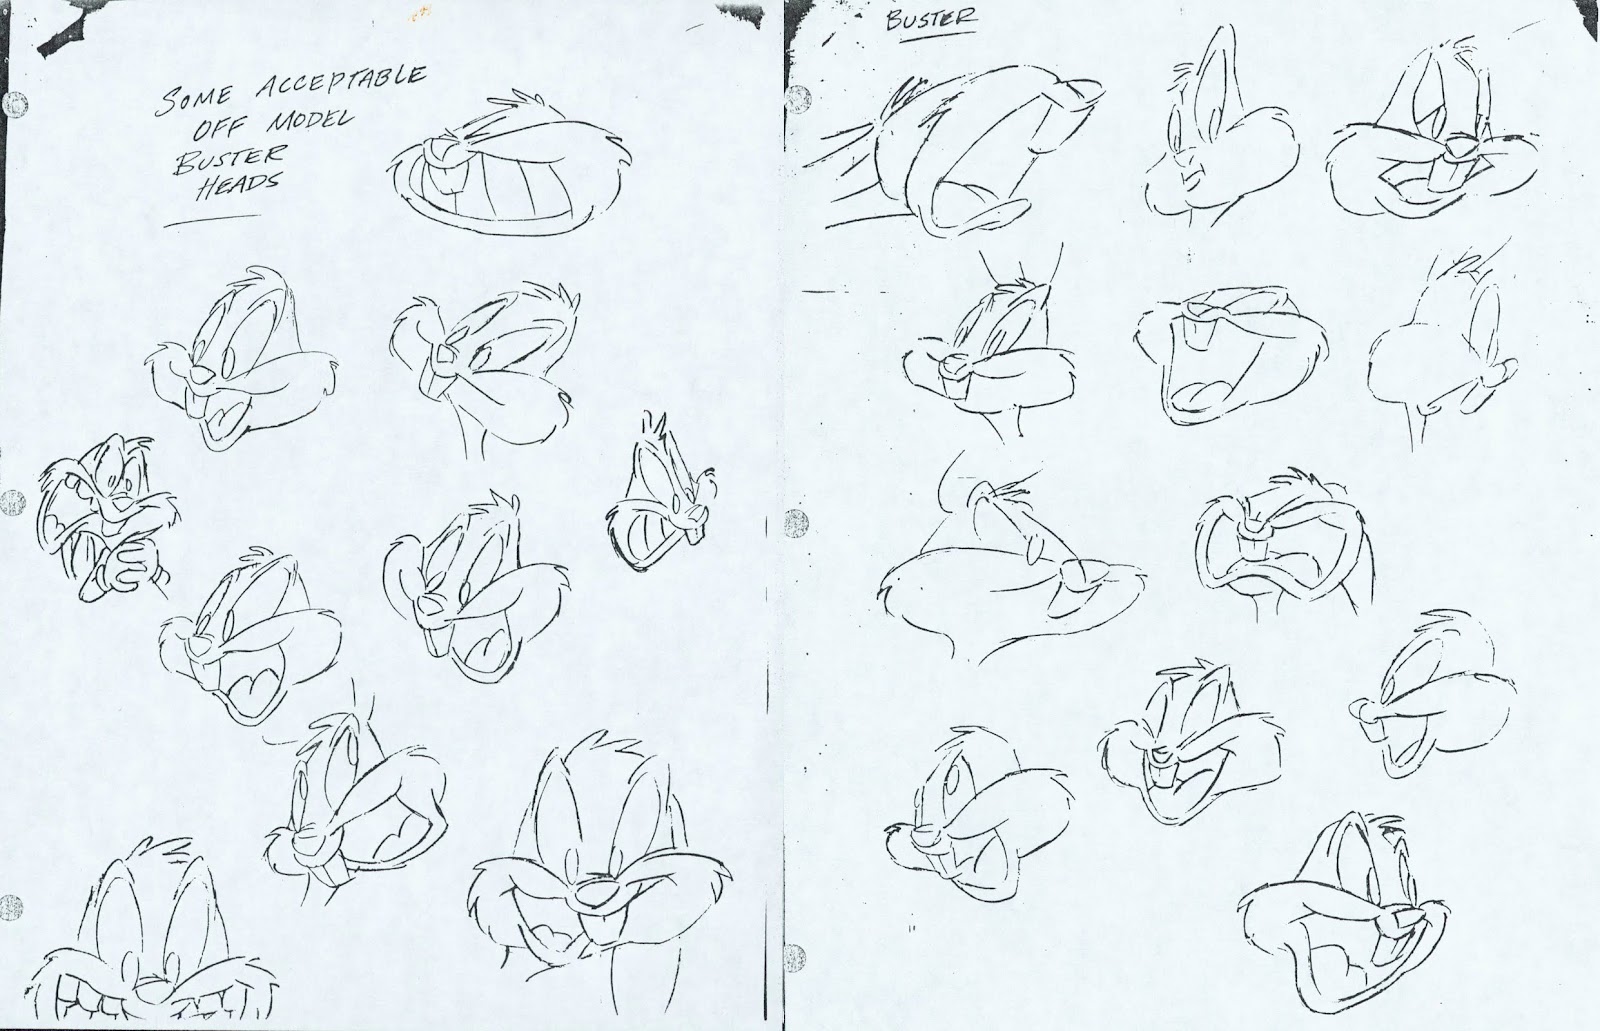 SOME ACCEPTABLE
OFF MODEL
BUSTER
HEADS
BUSTER